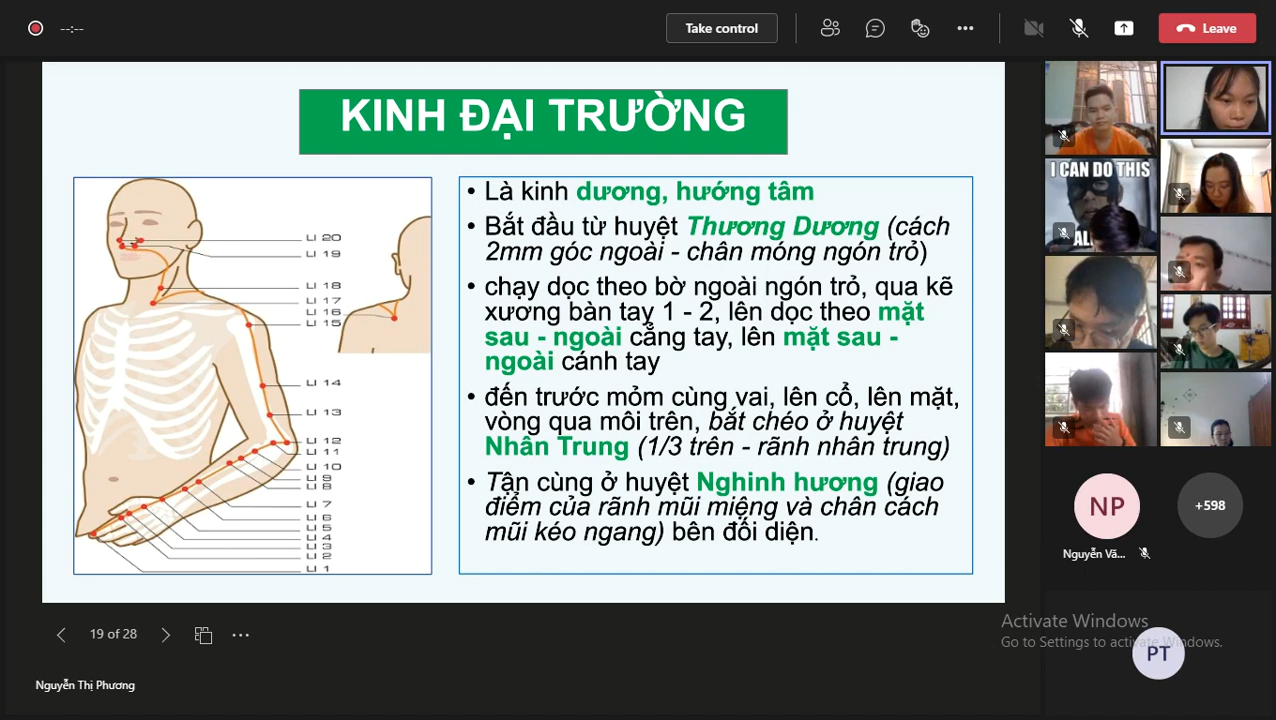 --:--
Take control
Leave
KINH ĐẠI TRƯỜNG
LI 20
LI 19
LI 18
LI 17
LI 16
LI 15
LI 14
LI 13
LI 12
LI 11
LI 10
LI 9
LI 8
LI 7
LI 6
LI 5
LI 4
LI 3
LI 2
LI 1
• Là kinh dương, hướng tâm
• Bắt đầu từ huyệt Thương Dương (cách
2mm góc ngoài - chân móng ngón trỏ)
• chạy dọc theo bờ ngoài ngón trỏ, qua kẽ
xương bàn tay 1 - 2, lên dọc theo mặt
sau - ngoài cẳng tay, lên mặt sau -
ngoài cánh tay
• đến trước mỏm cùng vai, lên cổ, lên mặt,
vòng qua môi trên, bắt chéo ở huyệt
Nhân Trung (1/3 trên - rãnh nhân trung)
• Tận cùng ở huyệt Nghinh hương (giao
điểm của rãnh mũi miệng và chân cách
mũi kéo ngang) bên đối diện.
I CAN DO THIS
ALL
NP
+598
Nguyễn Vă...
Activate Windows
Go to Settings to activate Windows.
PT
19 of 28
Nguyễn Thị Phương